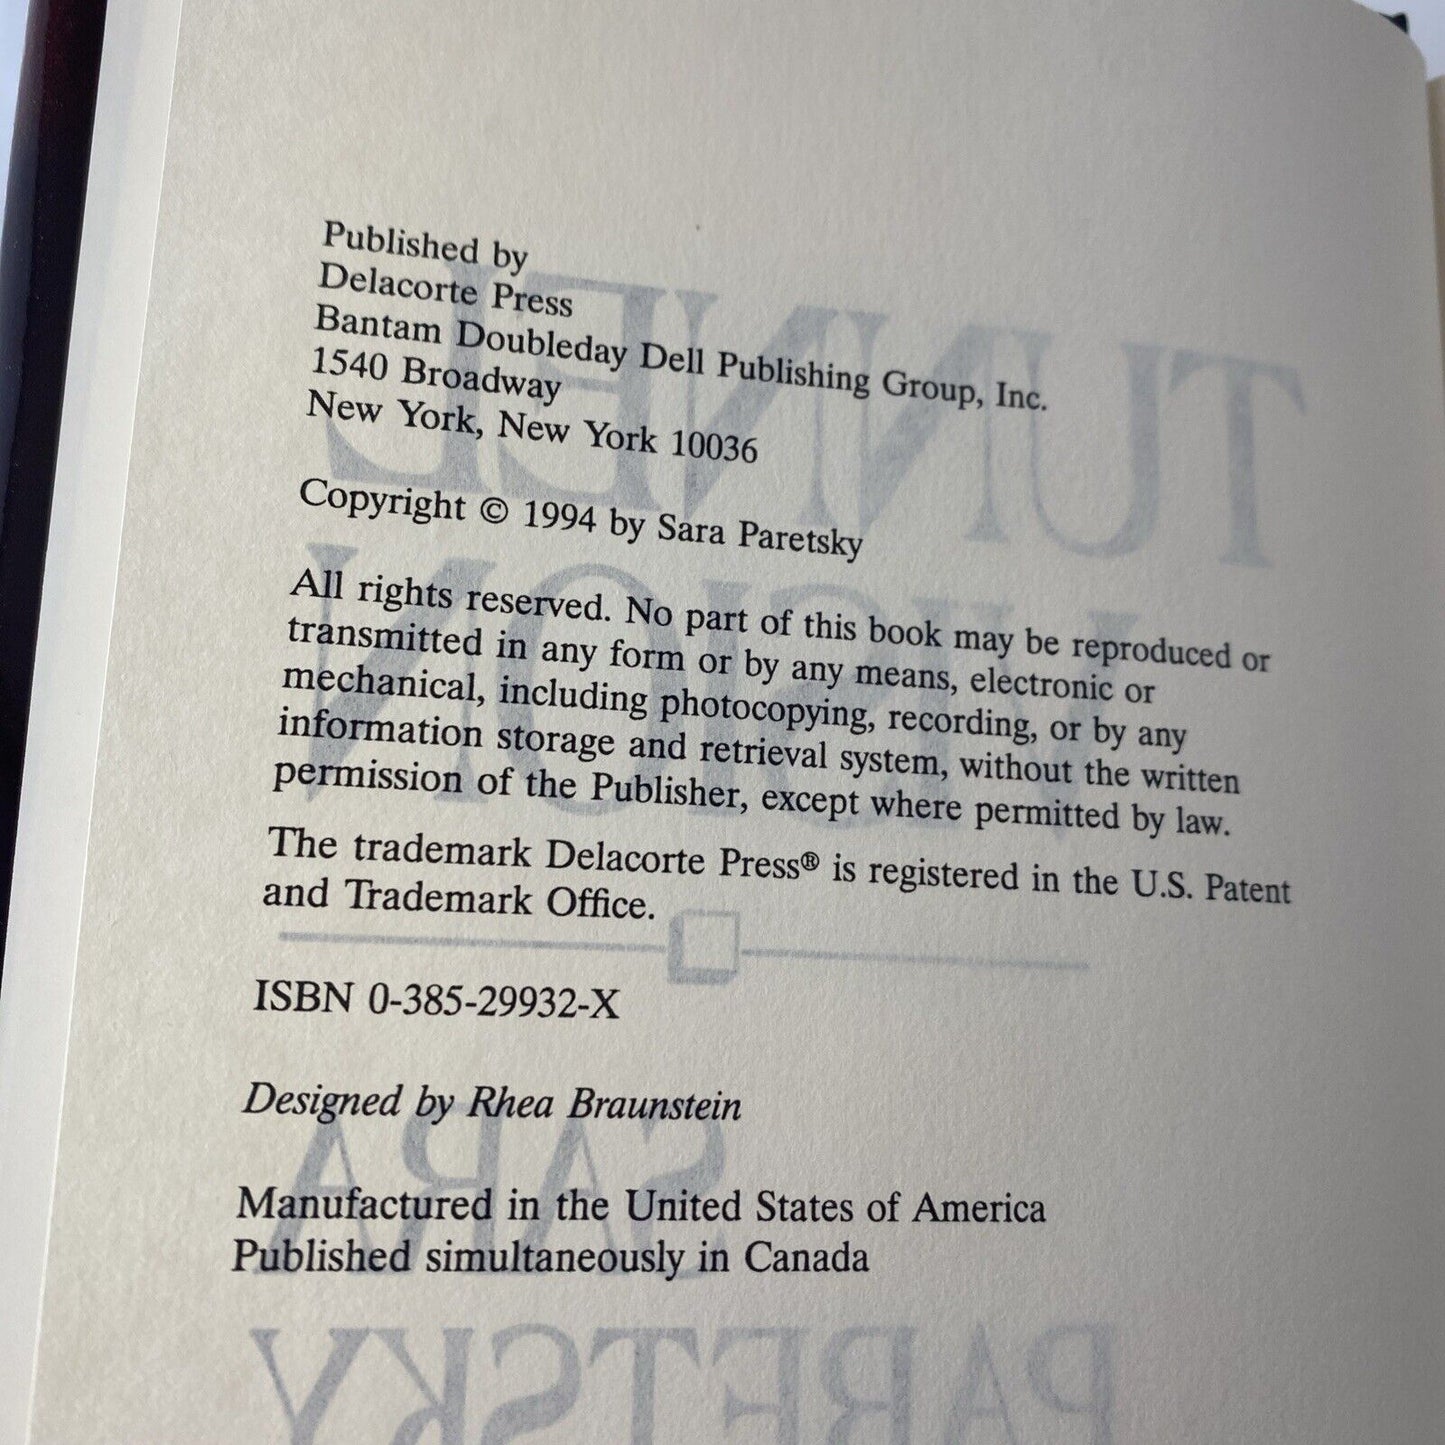 Published by
Delacorte Press
Bantam Doubleday Dell Publishing Group, Inc.
1540 Broadway
New York, New York 10036
Copyright © 1994 by Sara Paretsky
All rights reserved. No part of this book may be reproduced or
transmitted in any form or by any means, electronic or
mechanical, including photocopying, recording, or by any
information storage and retrieval system, without the written
permission of the Publisher, except where permitted by law.
The trademark Delacorte Press® is registered in the U.S. Patent
and Trademark Office.
ISBN 0-385-29932-X
Designed by Rhea Braunstein
Manufactured in the United States of America
Published simultaneously in Canada
TUNNEL
VISION
SARA
PARETSKY